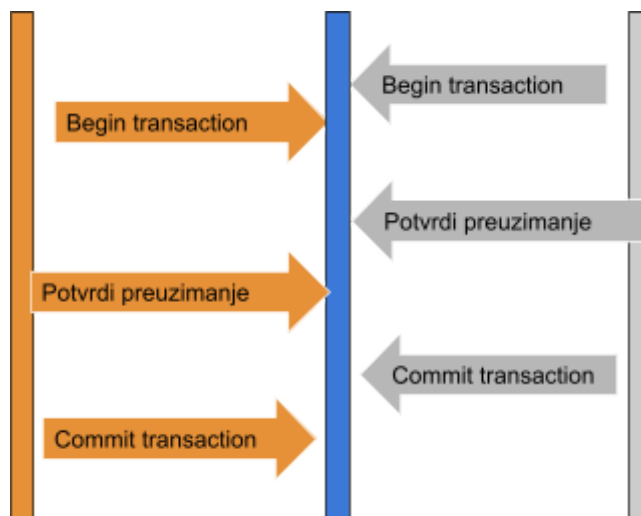 Begin transaction
Begin transaction
Potvrdi preuzimanje
Potvrdi preuzimanje
Commit transaction
Commit transaction